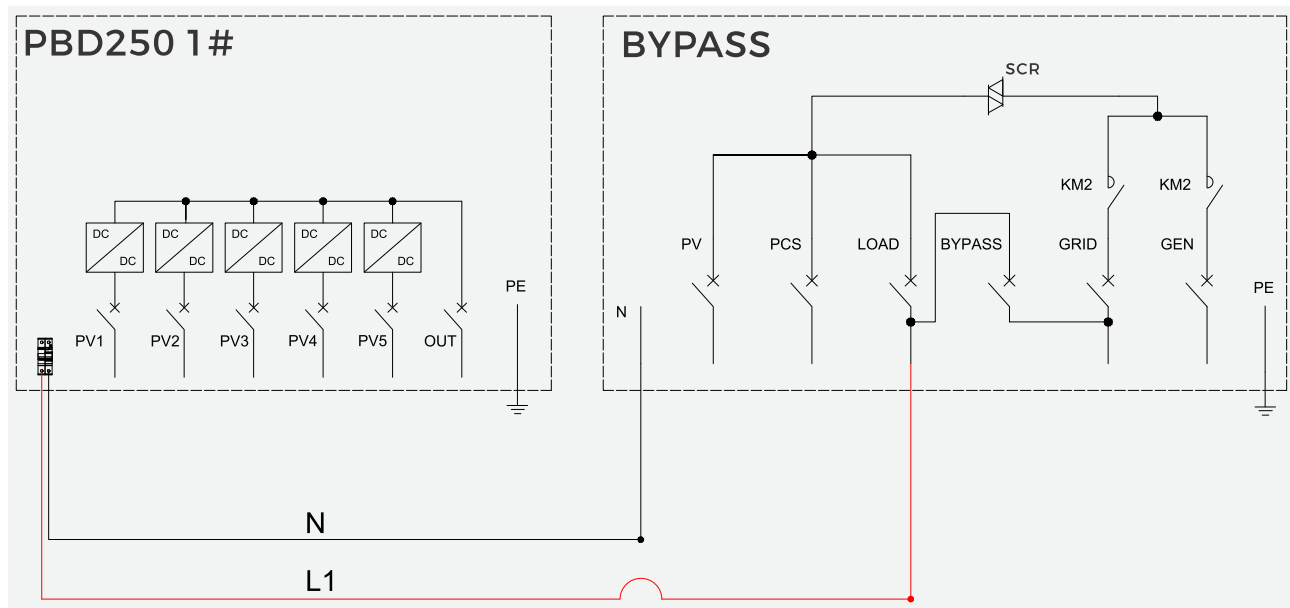 PBD250 1#
BYPASS
SCR
KM2 KM2
DC DC DC DC DC
DC DC DC DC DC
PV PCS LOAD BYPASS GRID GEN
PE
PE
N
PV1 PV2 PV3 PV4 PV5 OUT
N
L1